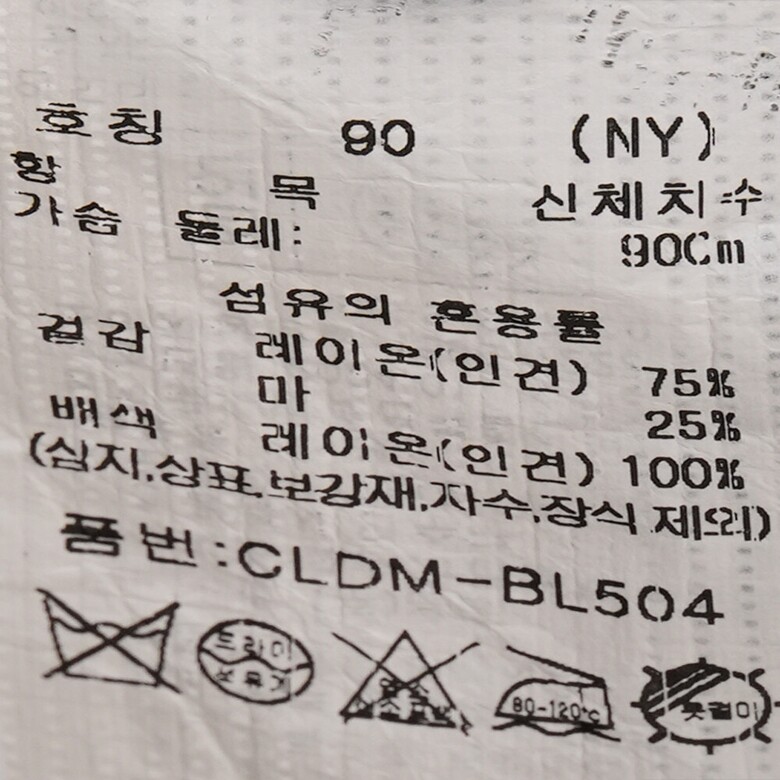 호칭 90 (NY)
항 목 신체치수
가슴 둘레: 90Cm
섬유의 혼용률
겉감 레이온(인견) 75%
마 25%
배색 레이온(인견) 100%
(심지,상표,보강재,자수,장식 제외)
품번:CLDM-BL504
드라이
80-120℃ 옷걸이